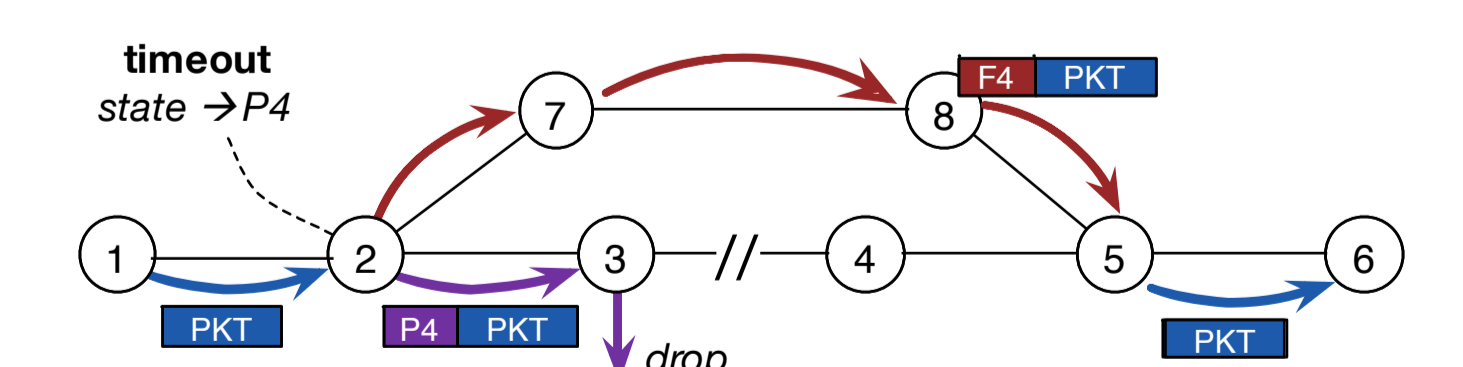 timeout
state →P4
F4 PKT
7
8
1
2
3
//
4
5
6
PKT
P4 PKT
PKT
drop